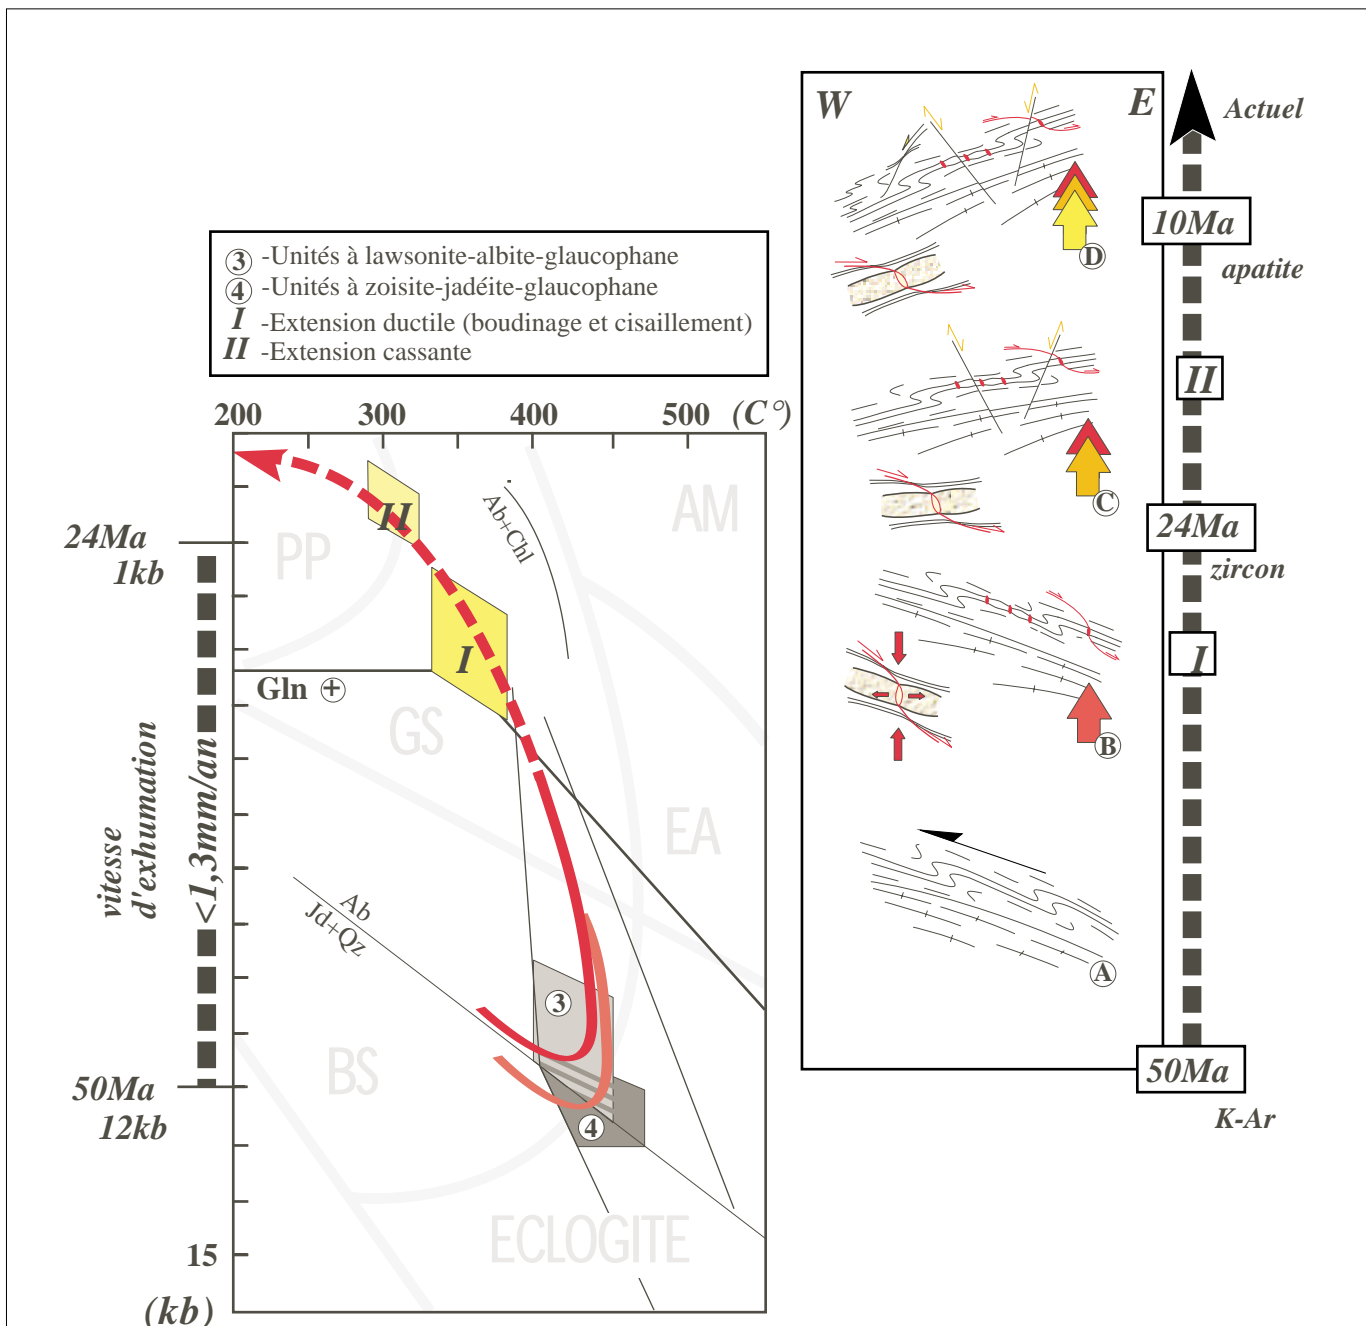 3 -Unités à lawsonite-albite-glaucophane
4 -Unités à zoisite-jadéite-glaucophane
I -Extension ductile (boudinage et cisaillement)
II -Extension cassante
200 300 400 500 (C°)
24Ma
1kb
vitesse
d'exhumation
<1,3mm/an
50Ma
12kb
15
(kb)
II
I
PP
AM
Ab+Chl
Gln +
GS
EA
Ab
Jd+Qz
3
4
BS
ECLOGITE
W E
D
C
B
A
Actuel
10Ma
apatite
II
24Ma
zircon
I
50Ma
K-Ar